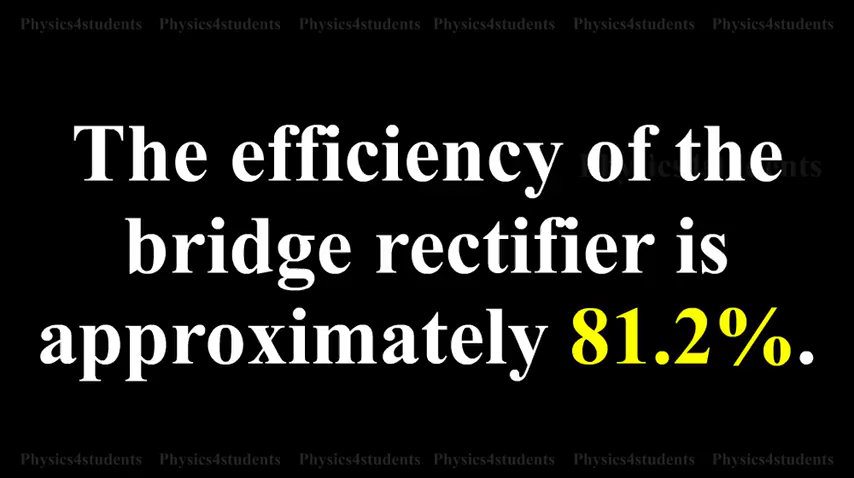 Physics4students Physics4students Physics4students Physics4students Physics4students Physics4students
The efficiency of the
Physics4students
bridge rectifier is
approximately 81.2%.
Physics4students Physics4students Physics4students Physics4students Physics4students Physics4students